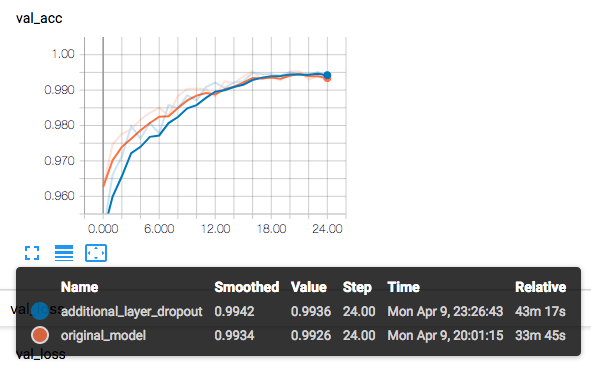 val_acc
1.00
0.990
0.980
0.970
0.960
0.000 6.000 12.00 18.00 24.00
Name Smoothed Value Step Time Relative
additional_layer_dropout 0.9942 0.9936 24.00 Mon Apr 9, 23:26:43 43m 17s
original_model 0.9934 0.9926 24.00 Mon Apr 9, 20:01:15 33m 45s
val_loss
val_loss